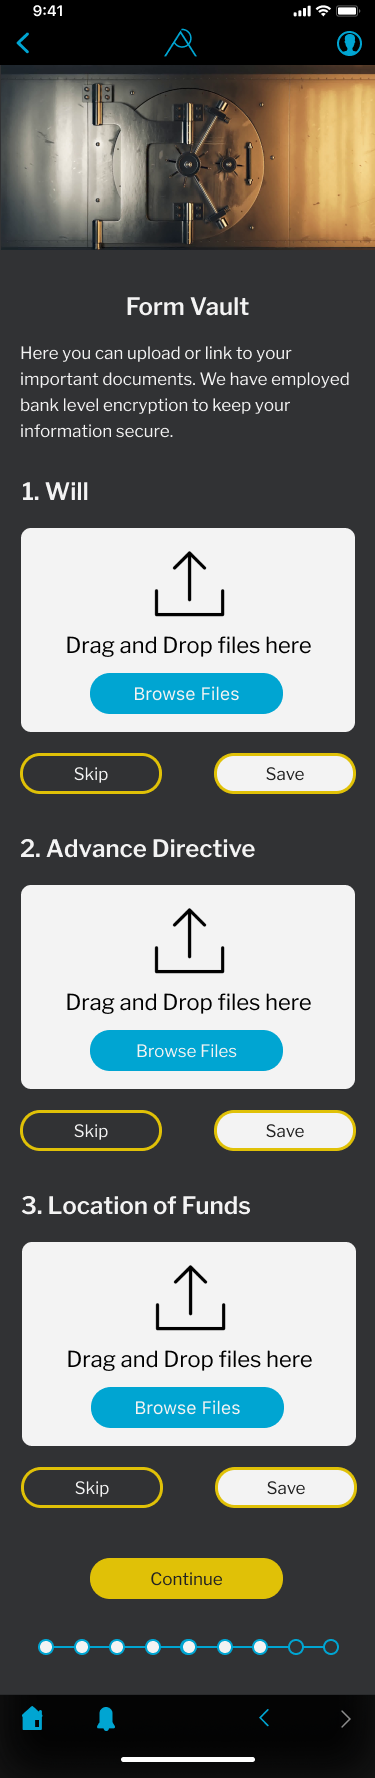 9:41
Form Vault
Here you can upload or link to your
important documents. We have employed
bank level encryption to keep your
information secure.
1. Will
Drag and Drop files here
Browse Files
Skip
Save
2. Advance Directive
Drag and Drop files here
Browse Files
Skip
Save
3. Location of Funds
Drag and Drop files here
Browse Files
Skip
Save
Continue